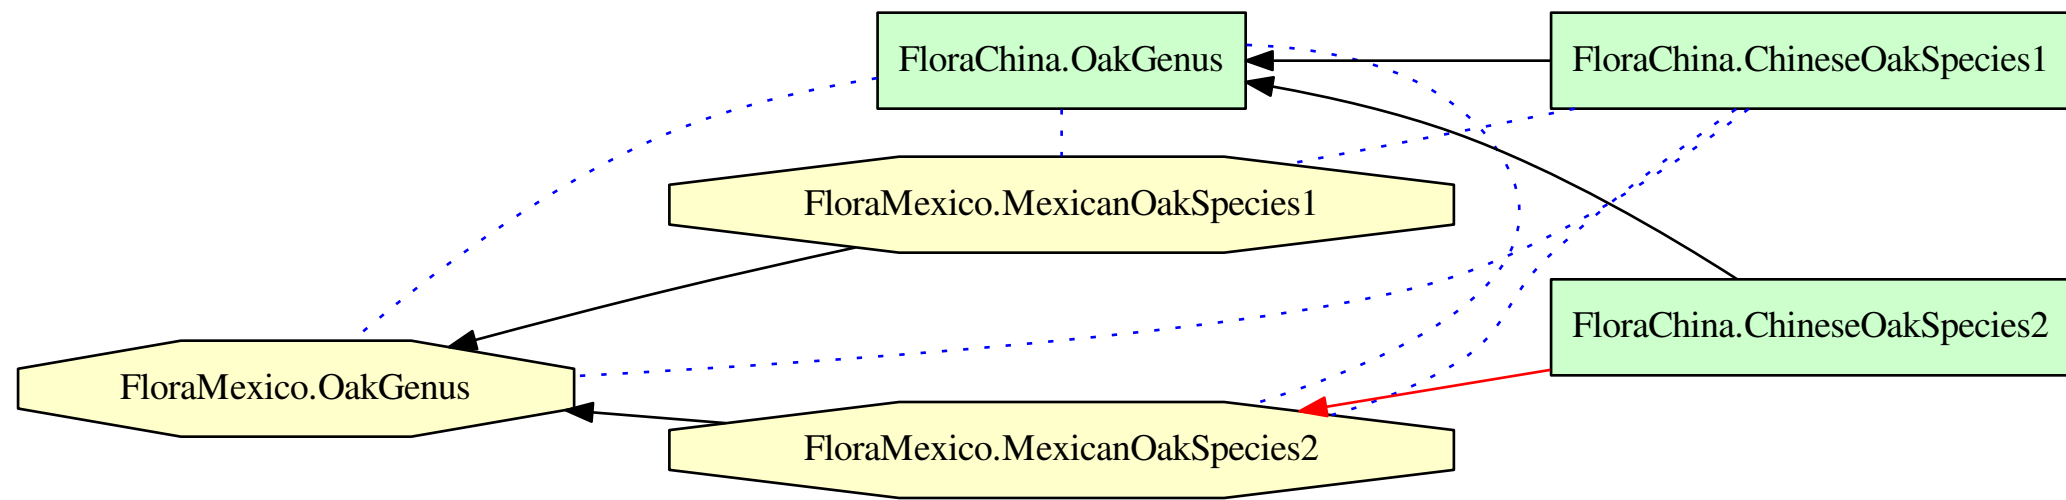 FloraChina.OakGenus
FloraChina.ChineseOakSpecies1
FloraMexico.MexicanOakSpecies1
FloraChina.ChineseOakSpecies2
FloraMexico.OakGenus
FloraMexico.MexicanOakSpecies2